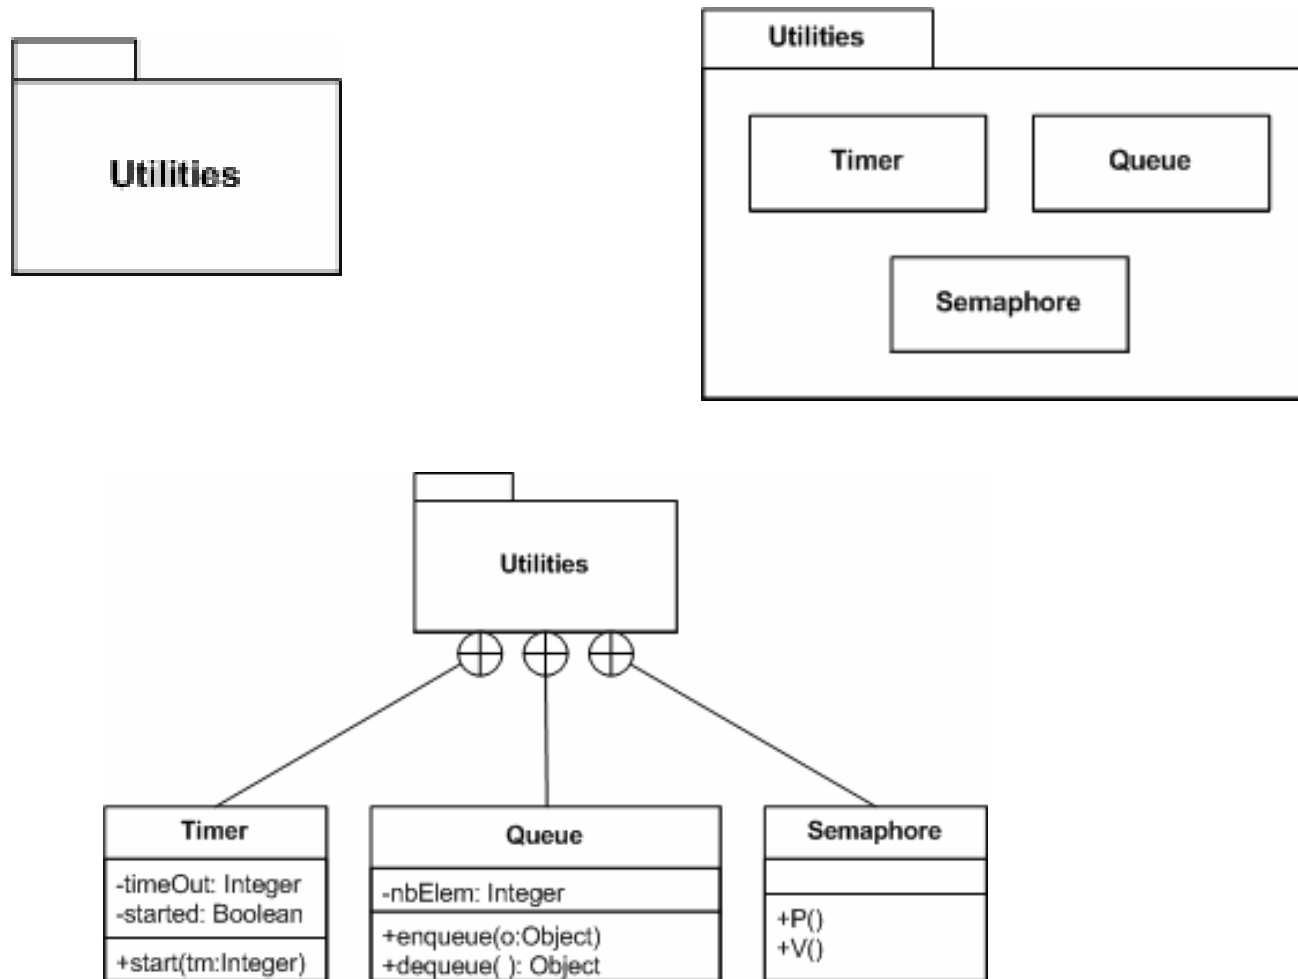 Utilities
Utilities
Timer
Queue
Semaphore
Utilities
Timer
-timeOut: Integer
-started: Boolean
+start(tm:Integer)
Queue
-nbElem: Integer
+enqueue(o:Object)
+dequeue( ): Object
Semaphore
+P()
+V()